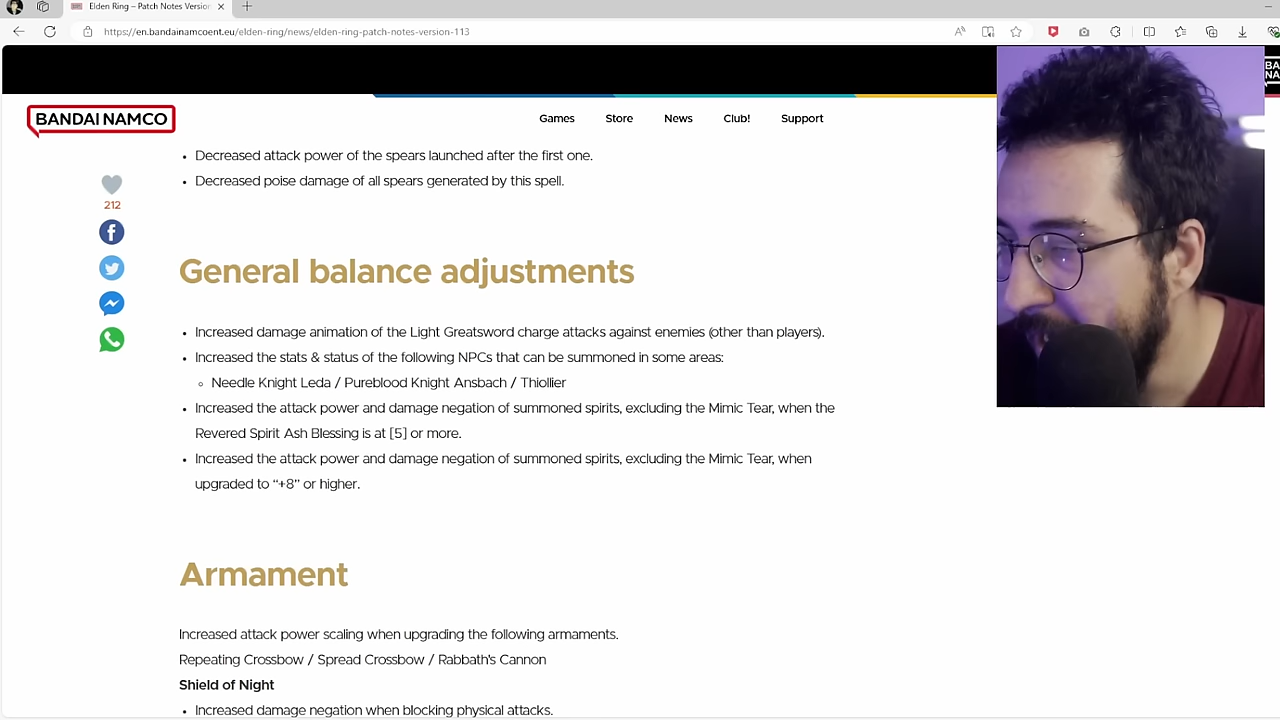 Elden Ring – Patch Notes Version
https://en.bandainamcoent.eu/elden-ring/news/elden-ring-patch-notes-version-113
BANDAI NAMCO
Games
Store
News
Club!
Support
BA
NA
• Decreased attack power of the spears launched after the first one.
• Decreased poise damage of all spears generated by this spell.
212
General balance adjustments
• Increased damage animation of the Light Greatsword charge attacks against enemies (other than players).
• Increased the stats & status of the following NPCs that can be summoned in some areas:
○ Needle Knight Leda / Pureblood Knight Ansbach / Thiollier
• Increased the attack power and damage negation of summoned spirits, excluding the Mimic Tear, when the
Revered Spirit Ash Blessing is at [5] or more.
• Increased the attack power and damage negation of summoned spirits, excluding the Mimic Tear, when
upgraded to “+8” or higher.
Armament
Increased attack power scaling when upgrading the following armaments.
Repeating Crossbow / Spread Crossbow / Rabbath's Cannon
Shield of Night
• Increased damage negation when blocking physical attacks.